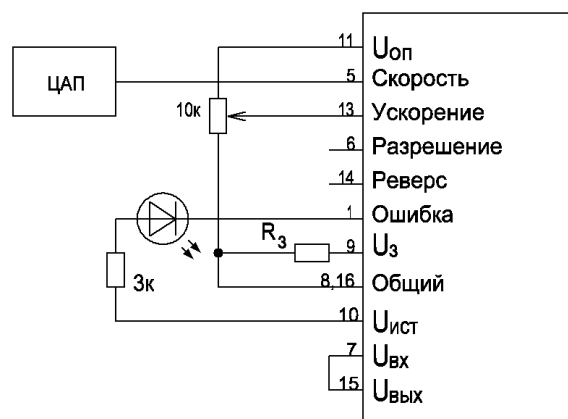 11 Uоп
ЦАП
5 Скорость
10к
13 Ускорение
6 Разрешение
14 Реверс
1 Ошибка
R3
9 U3
3к
8,16 Общий
10 Uист
7 Uвх
15 Uвых